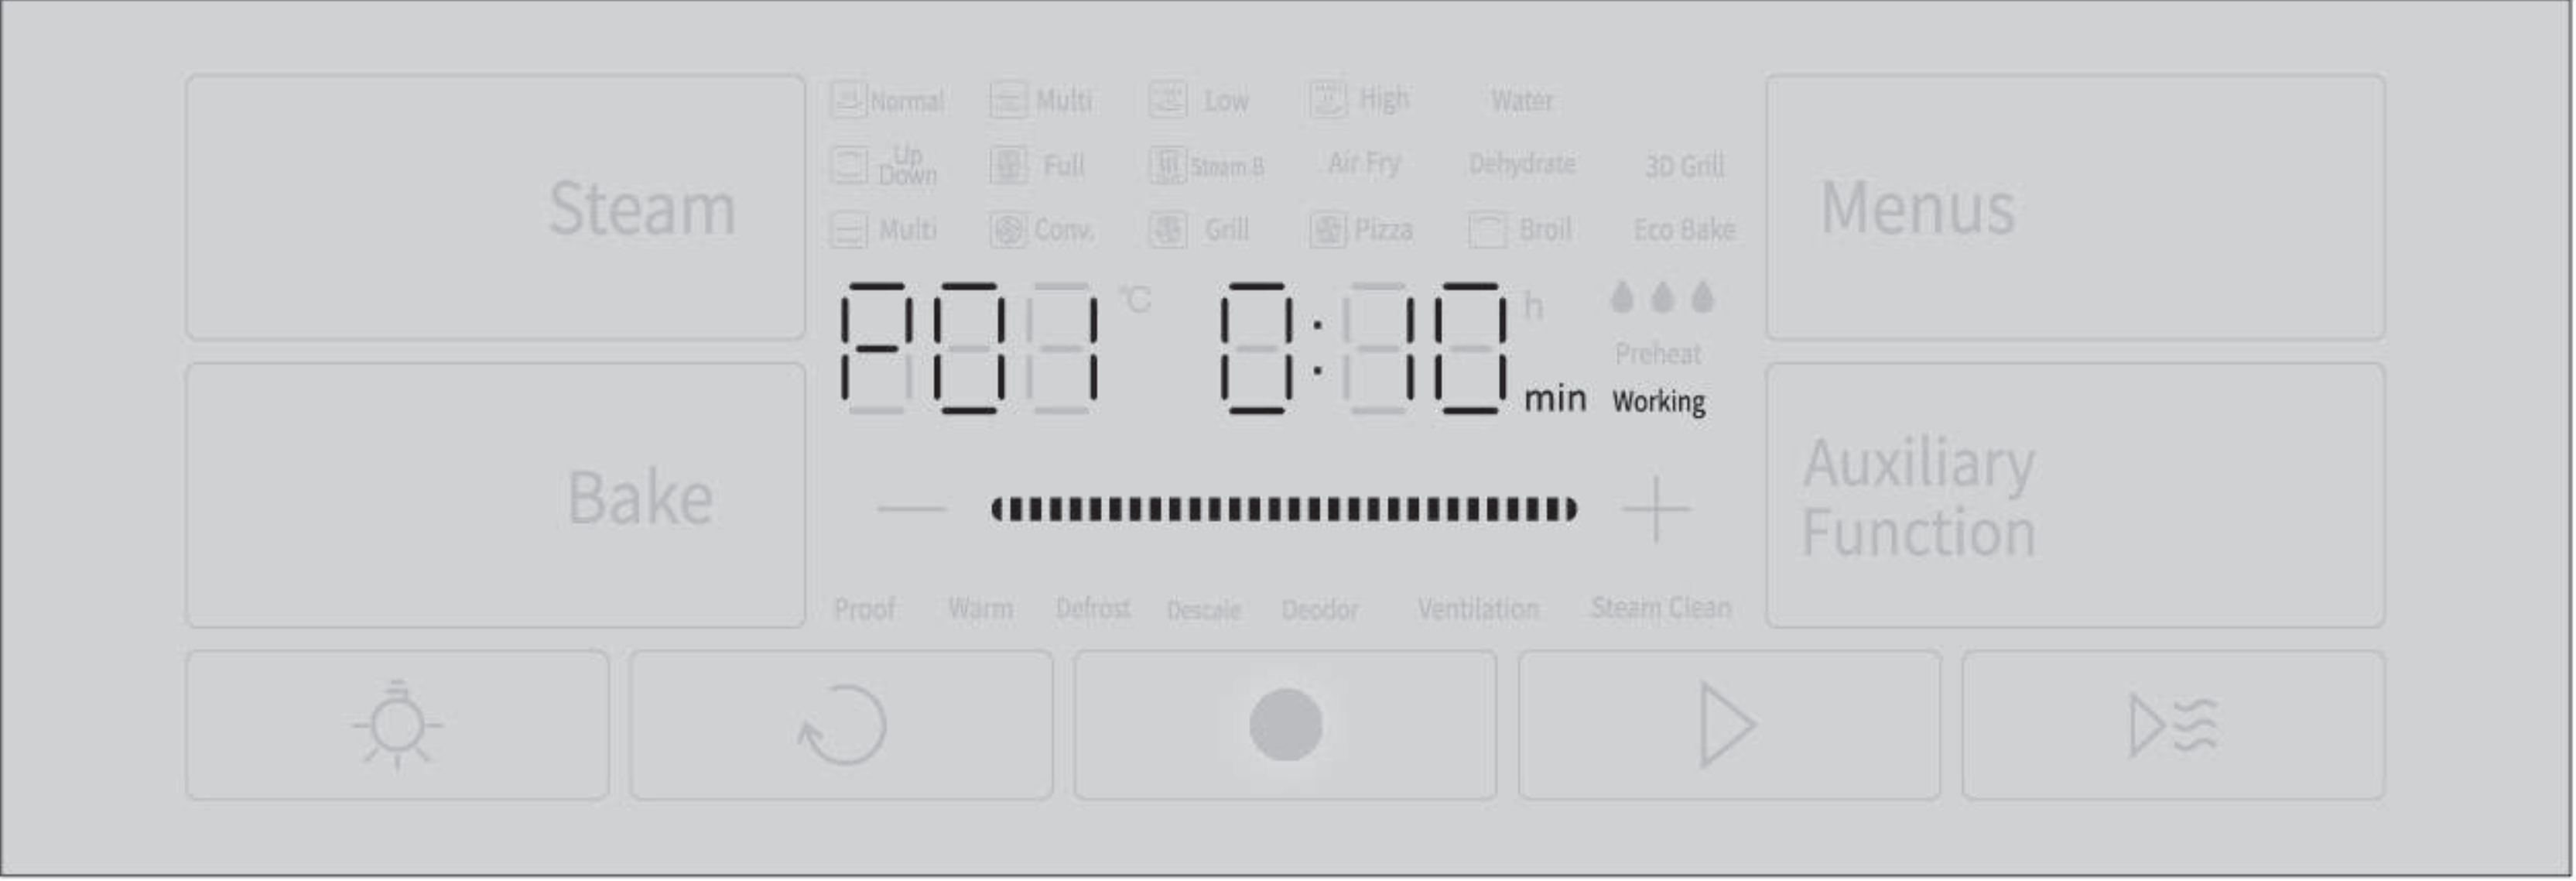 Normal Multi Low High Water
Up Down Full Steam B Air Fry Dehydrate 3D Grill
Multi Conv. Grill Pizza Broil Eco Bake
Steam
Menus
P01 °C 0:10 h
Preheat
min Working
Bake
Auxiliary
Function
Proof Warm Defrost Descale Deodor Ventilation Steam Clean